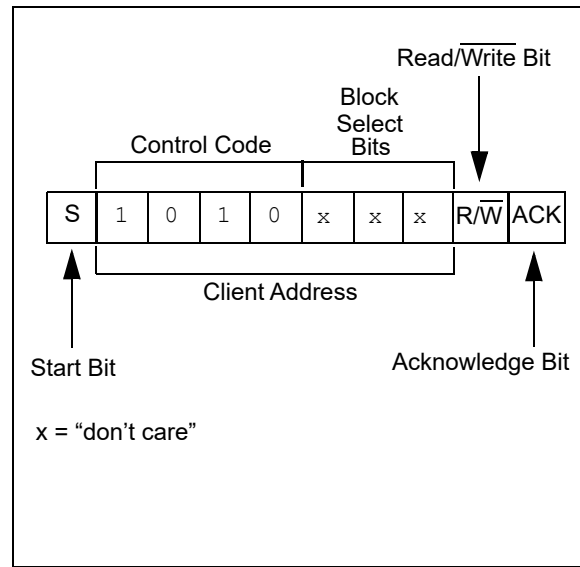 Read/Write Bit
Block
Select
Bits
Control Code
S 1 0 1 0 x x x R/W ACK
Client Address
Start Bit
Acknowledge Bit
x = “don’t care”